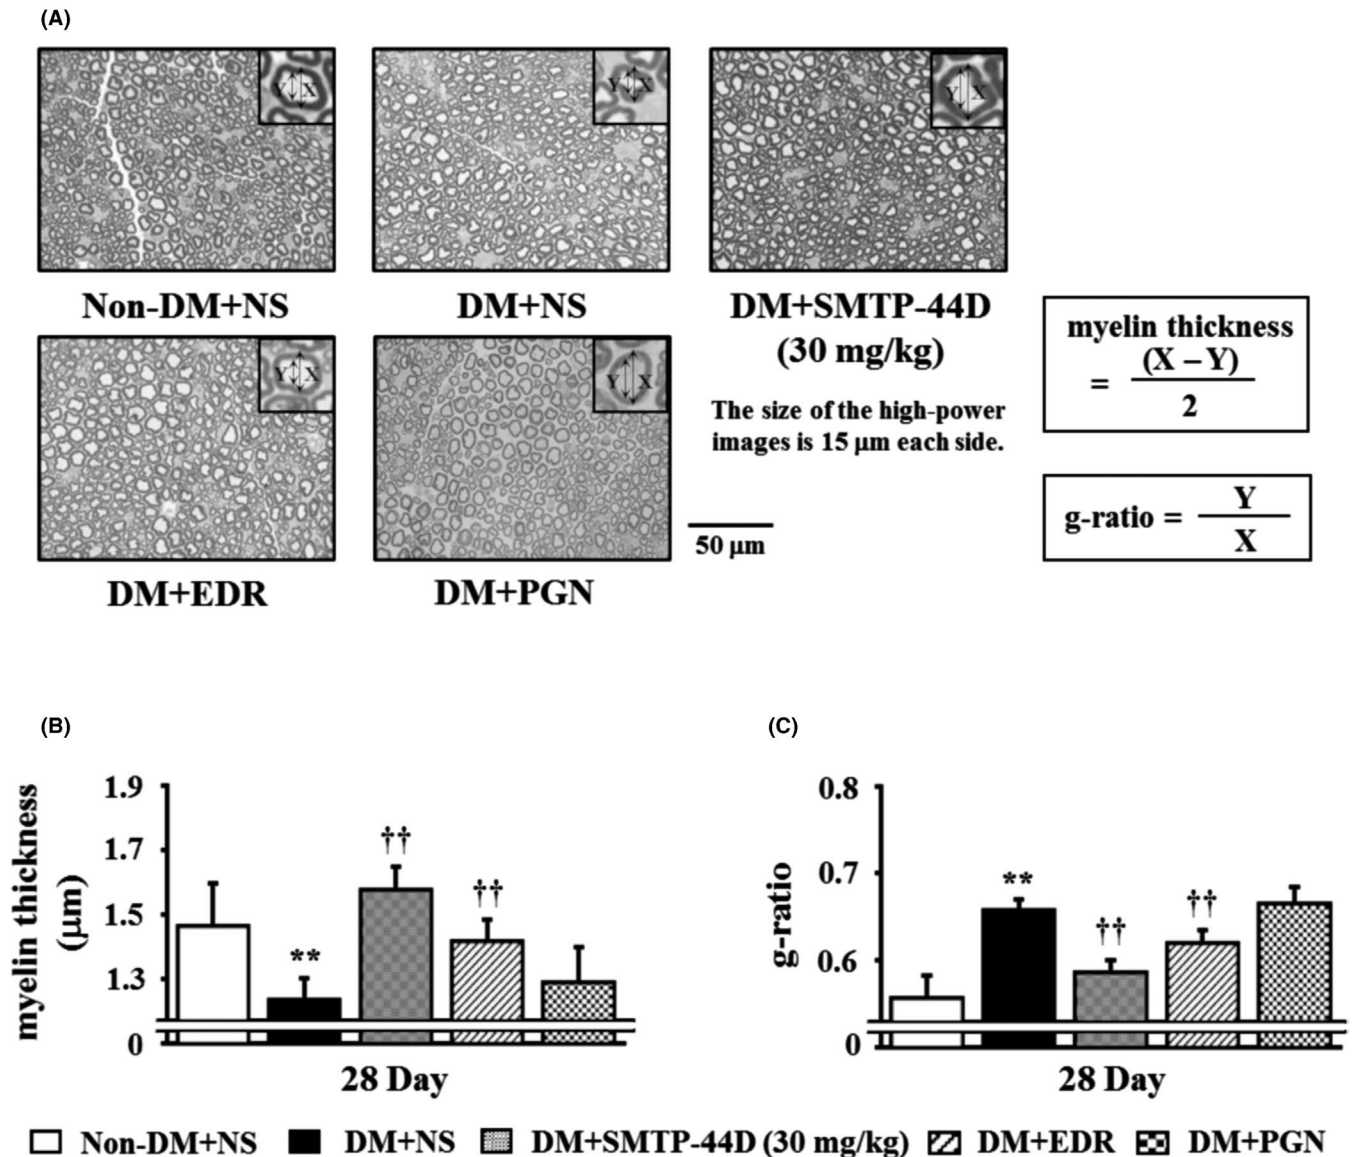 (A)
Y X
Y X
Y X
Non-DM+NS
DM+NS
DM+SMTP-44D
(30 mg/kg)
Y X
Y X
The size of the high-power
images is 15 μm each side.
50 μm
DM+EDR
DM+PGN
myelin thickness
= (X – Y)
2
g-ratio = Y
X
(B)
myelin thickness
(μm)
1.9
1.7
1.5
1.3
0
**
††
††
28 Day
(C)
g-ratio
0.8
0.7
0.6
0
**
††
††
28 Day
Non-DM+NS DM+NS DM+SMTP-44D (30 mg/kg) DM+EDR DM+PGN